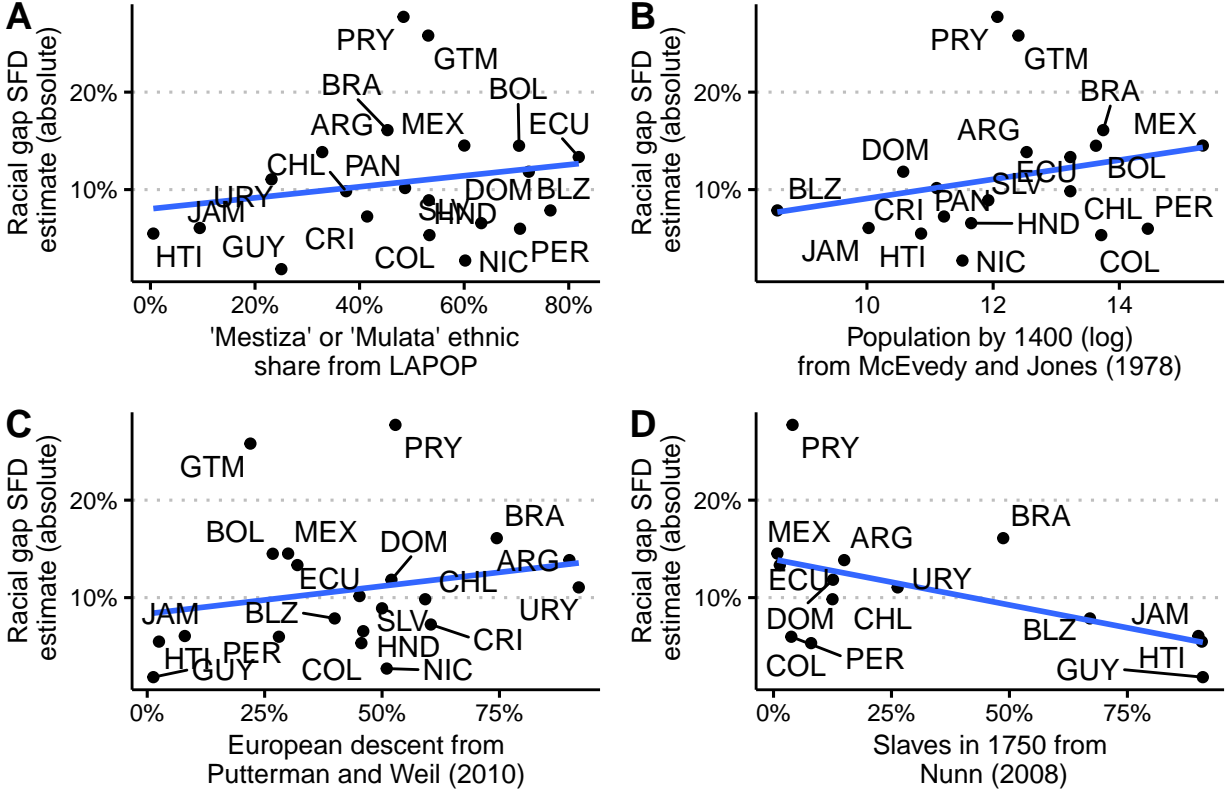 A
Racial gap SFD
estimate (absolute)
20%
10%
PRY
GTM
BRA
BOL
ARG
MEX
ECU
CHL
PAN
URY
DOM
BLZ
JAM
SLV
HND
HTI
GUY
CRI
COL
NIC
PER
0%
20%
40%
60%
80%
'Mestiza' or 'Mulata' ethnic
share from LAPOP
B
Racial gap SFD
estimate (absolute)
20%
10%
PRY
GTM
BRA
ARG
MEX
DOM
ECU
BOL
BLZ
SLV
CRI
PAN
CHL
PER
HND
JAM
HTI
NIC
COL
10
12
14
Population by 1400 (log)
from McEvedy and Jones (1978)
C
Racial gap SFD
estimate (absolute)
20%
10%
PRY
GTM
BRA
BOL
MEX
DOM
ARG
ECU
CHL
JAM
BLZ
SLV
URY
HTI
PER
HND
CRI
GUY
COL
NIC
0%
25%
50%
75%
European descent from
Putterman and Weil (2010)
D
Racial gap SFD
estimate (absolute)
20%
10%
PRY
BRA
MEX
ARG
ECU
URY
DOM
CHL
BLZ
JAM
COL
PER
HTI
GUY
0%
25%
50%
75%
Slaves in 1750 from
Nunn (2008)